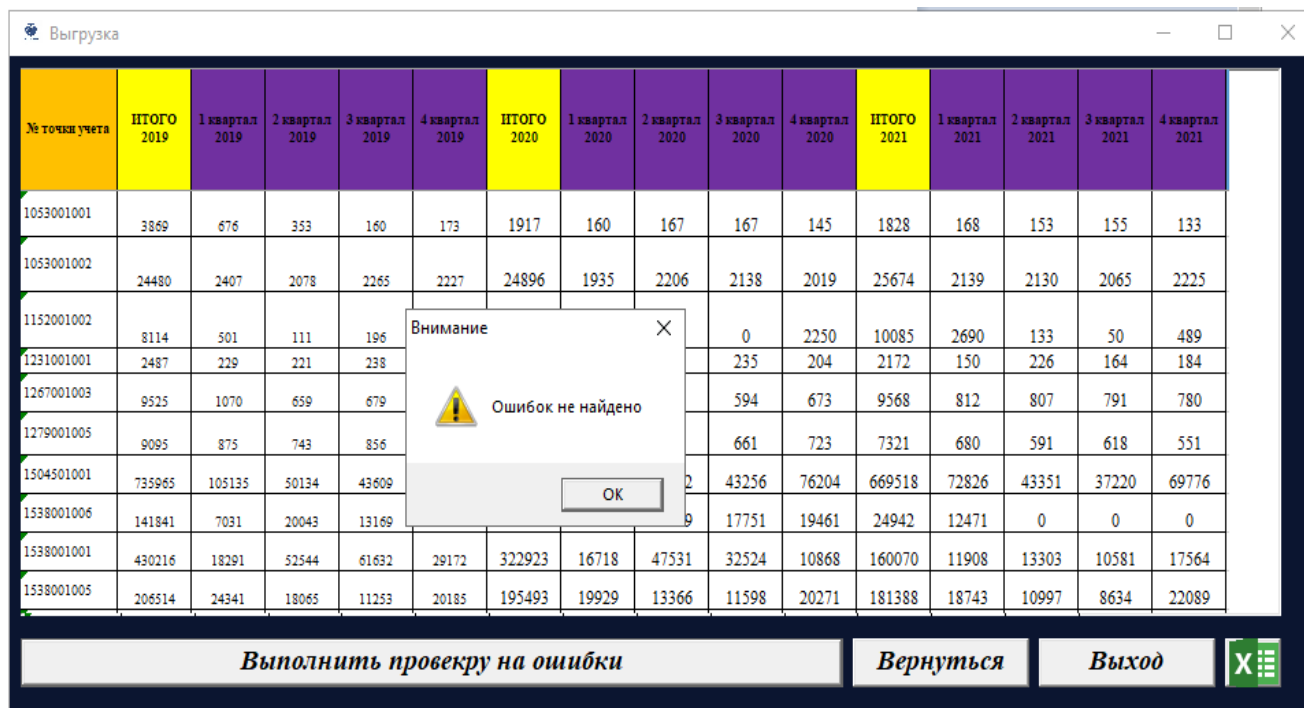 Выгрузка
№ точки учета ИТОГО 2019 1 квартал 2019 2 квартал 2019 3 квартал 2019 4 квартал 2019 ИТОГО 2020 1 квартал 2020 2 квартал 2020 3 квартал 2020 4 квартал 2020 ИТОГО 2021 1 квартал 2021 2 квартал 2021 3 квартал 2021 4 квартал 2021
1053001001 3869 676 353 160 173 1917 160 167 167 145 1828 168 153 155 133
1053001002 24480 2407 2078 2265 2227 24896 1935 2206 2138 2019 25674 2139 2130 2065 2225
1152001002 8114 501 111 196 0 2250 10085 2690 133 50 489
1231001001 2487 229 221 238 235 204 2172 150 226 164 184
1267001003 9525 1070 659 679 594 673 9568 812 807 791 780
1279001005 9095 875 743 856 661 723 7321 680 591 618 551
1504501001 735965 105135 50134 43609 2 43256 76204 669518 72826 43351 37220 69776
1538001006 141841 7031 20043 13169 9 17751 19461 24942 12471 0 0 0
1538001001 430216 18291 52544 61632 29172 322923 16718 47531 32524 10868 160070 11908 13303 10581 17564
1538001005 206514 24341 18065 11253 20185 195493 19929 13366 11598 20271 181388 18743 10997 8634 22089
Внимание
Ошибок не найдено
OK
Выполнить провекру на ошибки
Вернуться
Выход
X